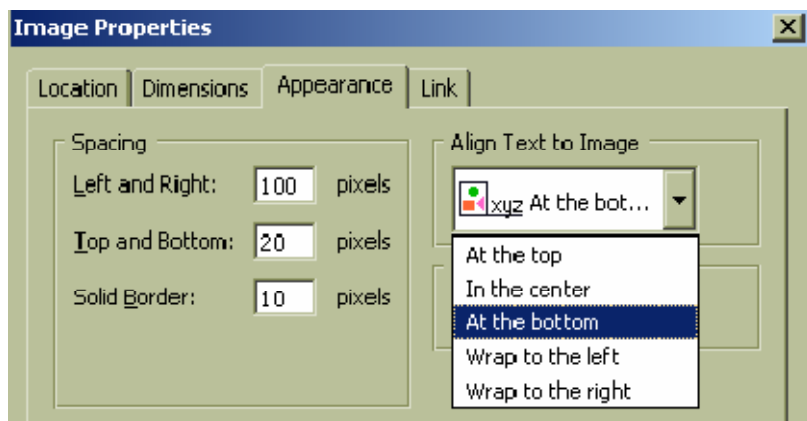 Image Properties
Location Dimensions Appearance Link
Spacing
Left and Right: 100 pixels
Top and Bottom: 20 pixels
Solid Border: 10 pixels
Align Text to Image
xyz At the bot...
At the top
In the center
At the bottom
Wrap to the left
Wrap to the right